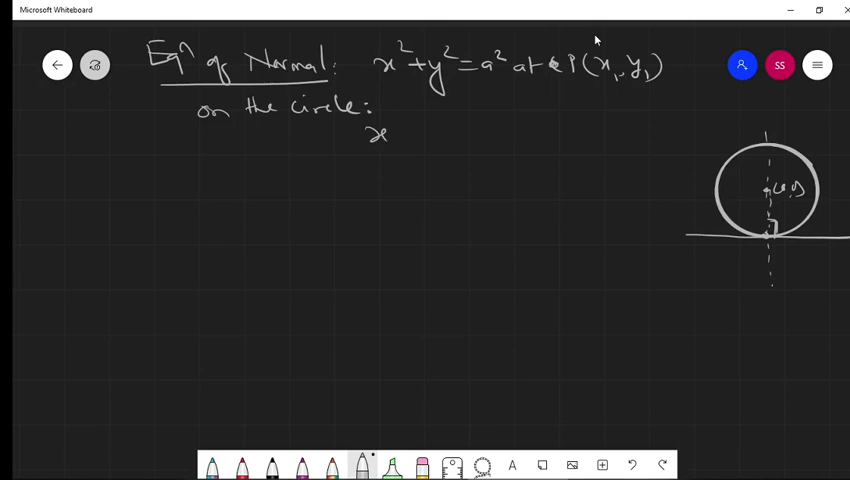 Microsoft Whiteboard
SS
Eqn of Normal: x²+y²=a² at P(x₁,y₁)
on the circle:
x
A